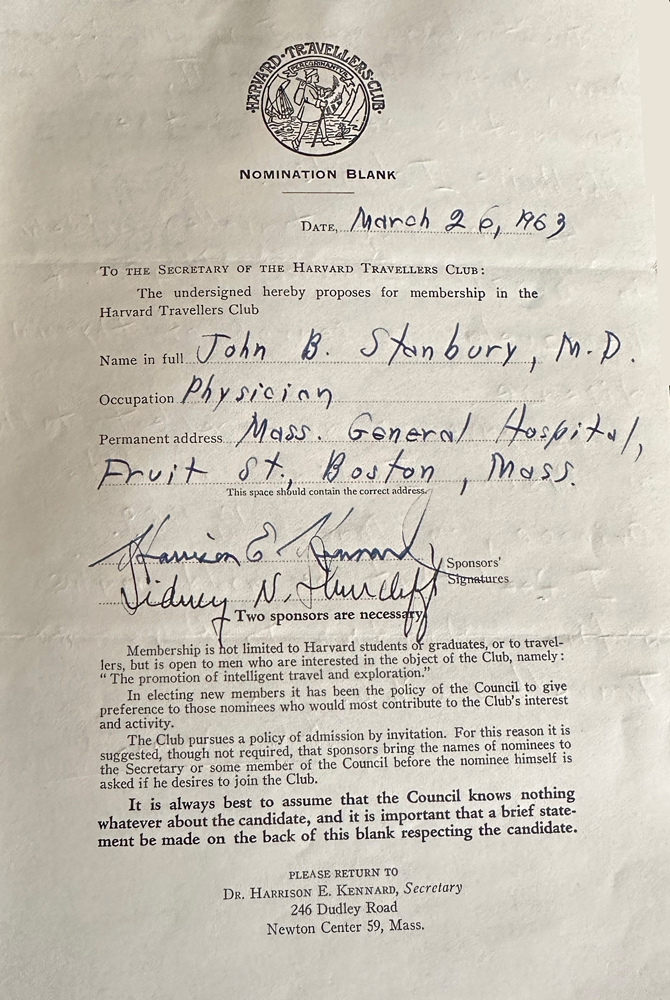 HARVARD·TRAVELLERS·CLUB·
PEREGRINANTUR
NOMINATION BLANK
DATE, March 26, 1963
TO THE SECRETARY OF THE HARVARD TRAVELLERS CLUB:
The undersigned hereby proposes for membership in the
Harvard Travellers Club
Name in full John B. Stanbury, M.D.
Occupation Physician
Permanent address Mass. General Hospital,
Fruit St., Boston, Mass.
This space should contain the correct address.
Harrison E. Kennard
Sponsors'
Signatures
Sidney N. Shurcliff
Two sponsors are necessary
Membership is not limited to Harvard students or graduates, or to travel-
lers, but is open to men who are interested in the object of the Club, namely:
"The promotion of intelligent travel and exploration."
In electing new members it has been the policy of the Council to give
preference to those nominees who would most contribute to the Club's interest
and activity.
The Club pursues a policy of admission by invitation. For this reason it is
suggested, though not required, that sponsors bring the names of nominees to
the Secretary or some member of the Council before the nominee himself is
asked if he desires to join the Club.
It is always best to assume that the Council knows nothing
whatever about the candidate, and it is important that a brief state-
ment be made on the back of this blank respecting the candidate.
PLEASE RETURN TO
DR. HARRISON E. KENNARD, Secretary
246 Dudley Road
Newton Center 59, Mass.